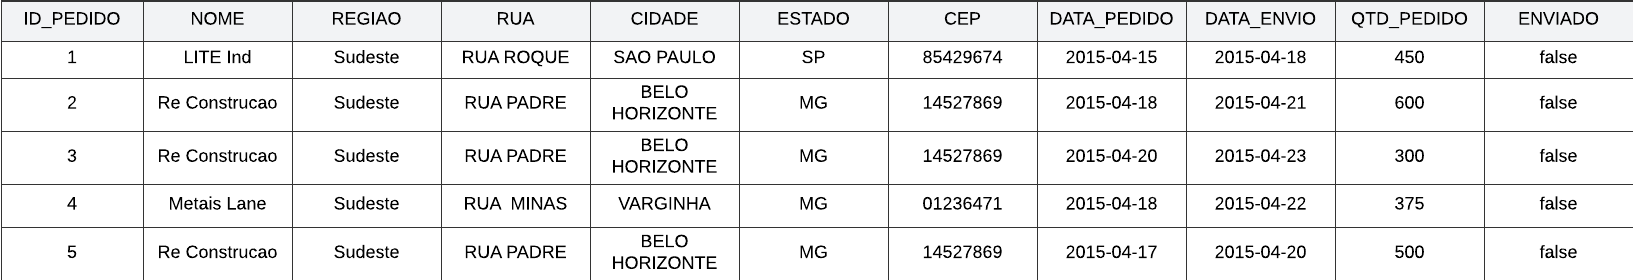 ID_PEDIDO NOME REGIAO RUA CIDADE ESTADO CEP DATA_PEDIDO DATA_ENVIO QTD_PEDIDO ENVIADO
1 LITE Ind Sudeste RUA ROQUE SAO PAULO SP 85429674 2015-04-15 2015-04-18 450 false
2 Re Construcao Sudeste RUA PADRE BELO HORIZONTE MG 14527869 2015-04-18 2015-04-21 600 false
3 Re Construcao Sudeste RUA PADRE BELO HORIZONTE MG 14527869 2015-04-20 2015-04-23 300 false
4 Metais Lane Sudeste RUA  MINAS VARGINHA MG 01236471 2015-04-18 2015-04-22 375 false
5 Re Construcao Sudeste RUA PADRE BELO HORIZONTE MG 14527869 2015-04-17 2015-04-20 500 false